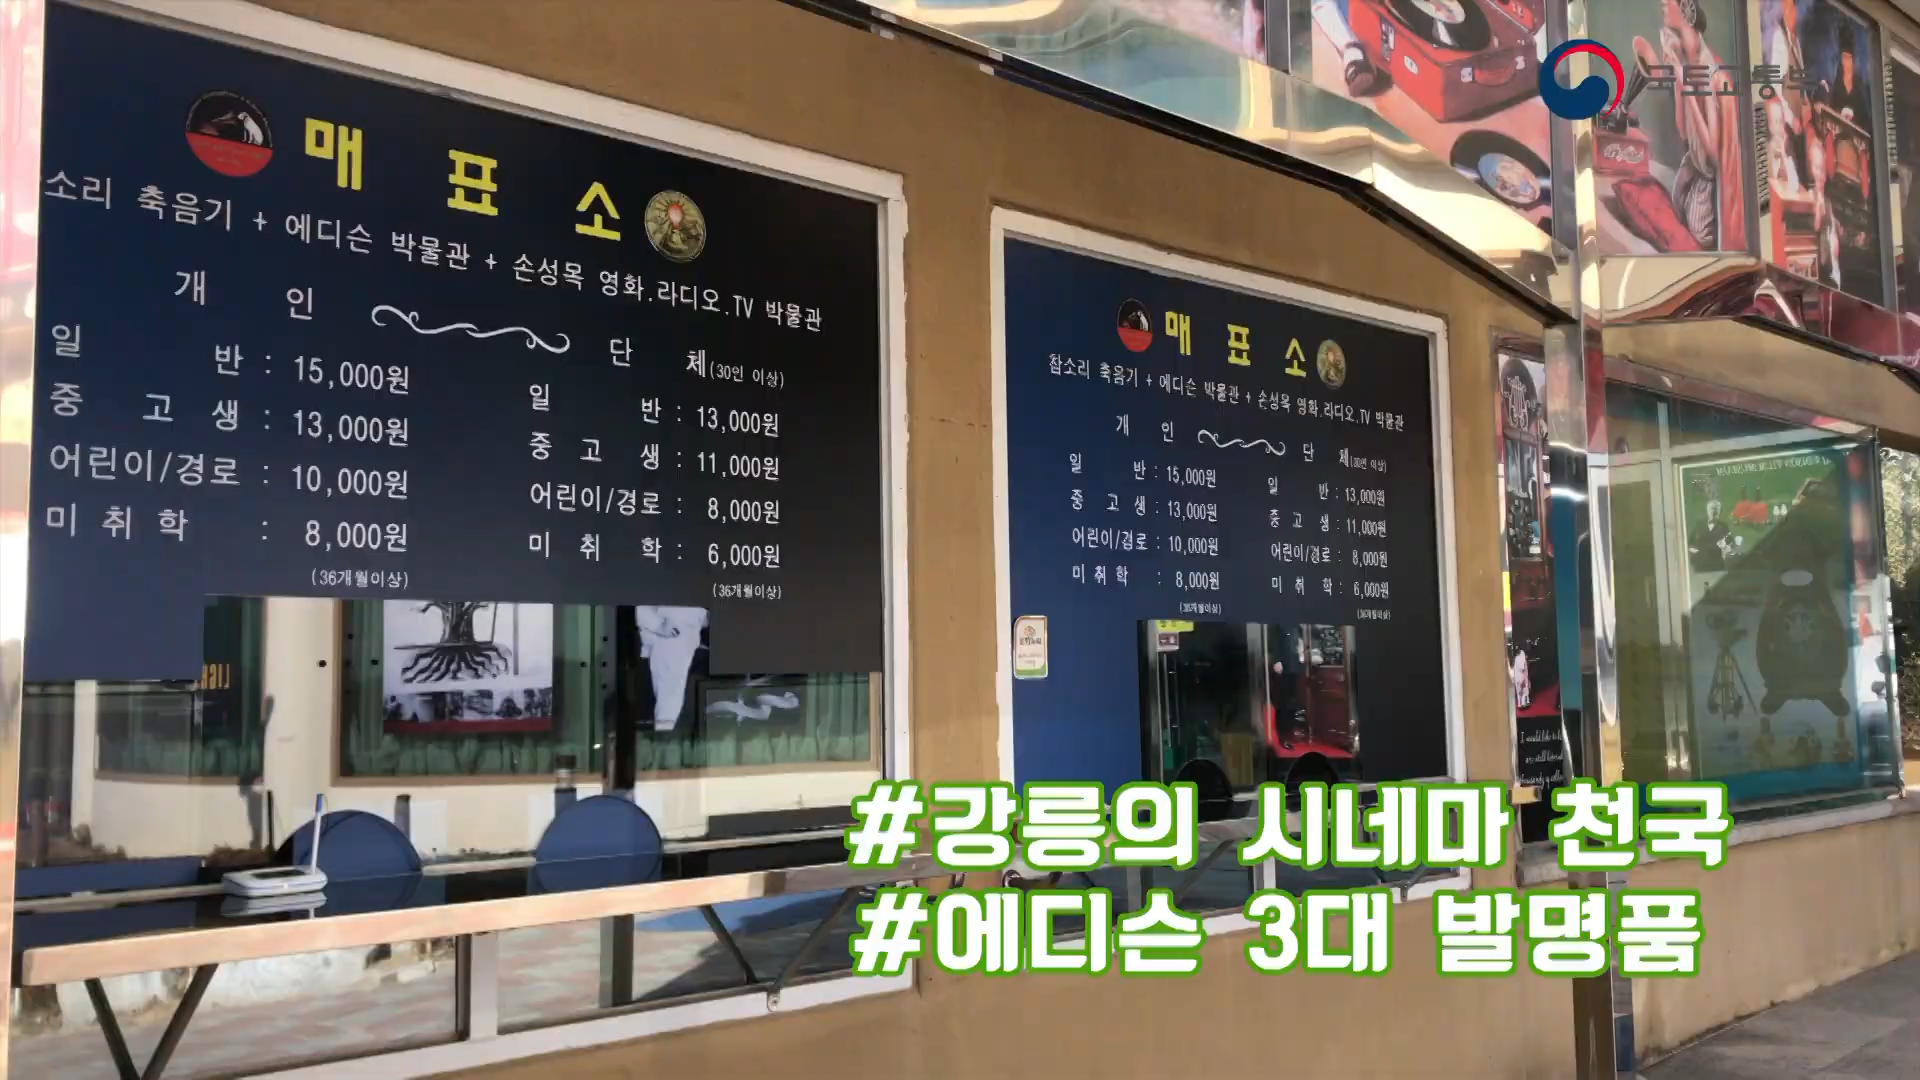 국토교통부
매 표 소
소리 축음기 + 에디슨 박물관 + 손성목 영화.라디오.TV 박물관
개 인
일 반 : 15,000원
중 고 생 : 13,000원
어린이/경로 : 10,000원
미 취 학 : 8,000원
(36개월이상)
단 체(30인 이상)
일 반 : 13,000원
중 고 생 : 11,000원
어린이/경로 : 8,000원
미 취 학 : 6,000원
(36개월이상)
매 표 소
참소리 축음기 + 에디슨 박물관 + 손성목 영화.라디오.TV 박물관
개 인
일 반 : 15,000원
중 고 생 : 13,000원
어린이/경로 : 10,000원
미 취 학 : 8,000원
(36개월이상)
단 체(30인 이상)
일 반 : 13,000원
중 고 생 : 11,000원
어린이/경로 : 8,000원
미 취 학 : 6,000원
(36개월이상)
#강릉의 시네마 천국
#에디슨 3대 발명품